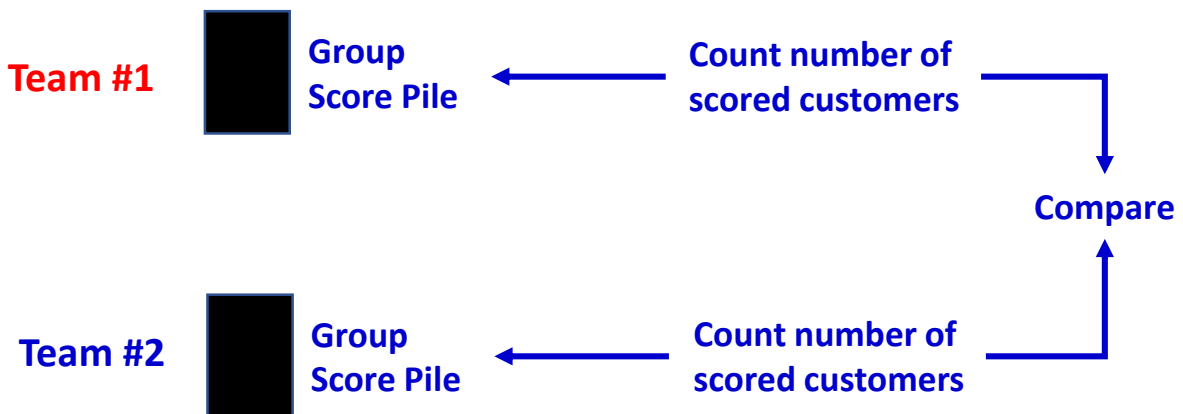 Team #1
Group
Score Pile
Count number of
scored customers
Compare
Team #2
Group
Score Pile
Count number of
scored customers